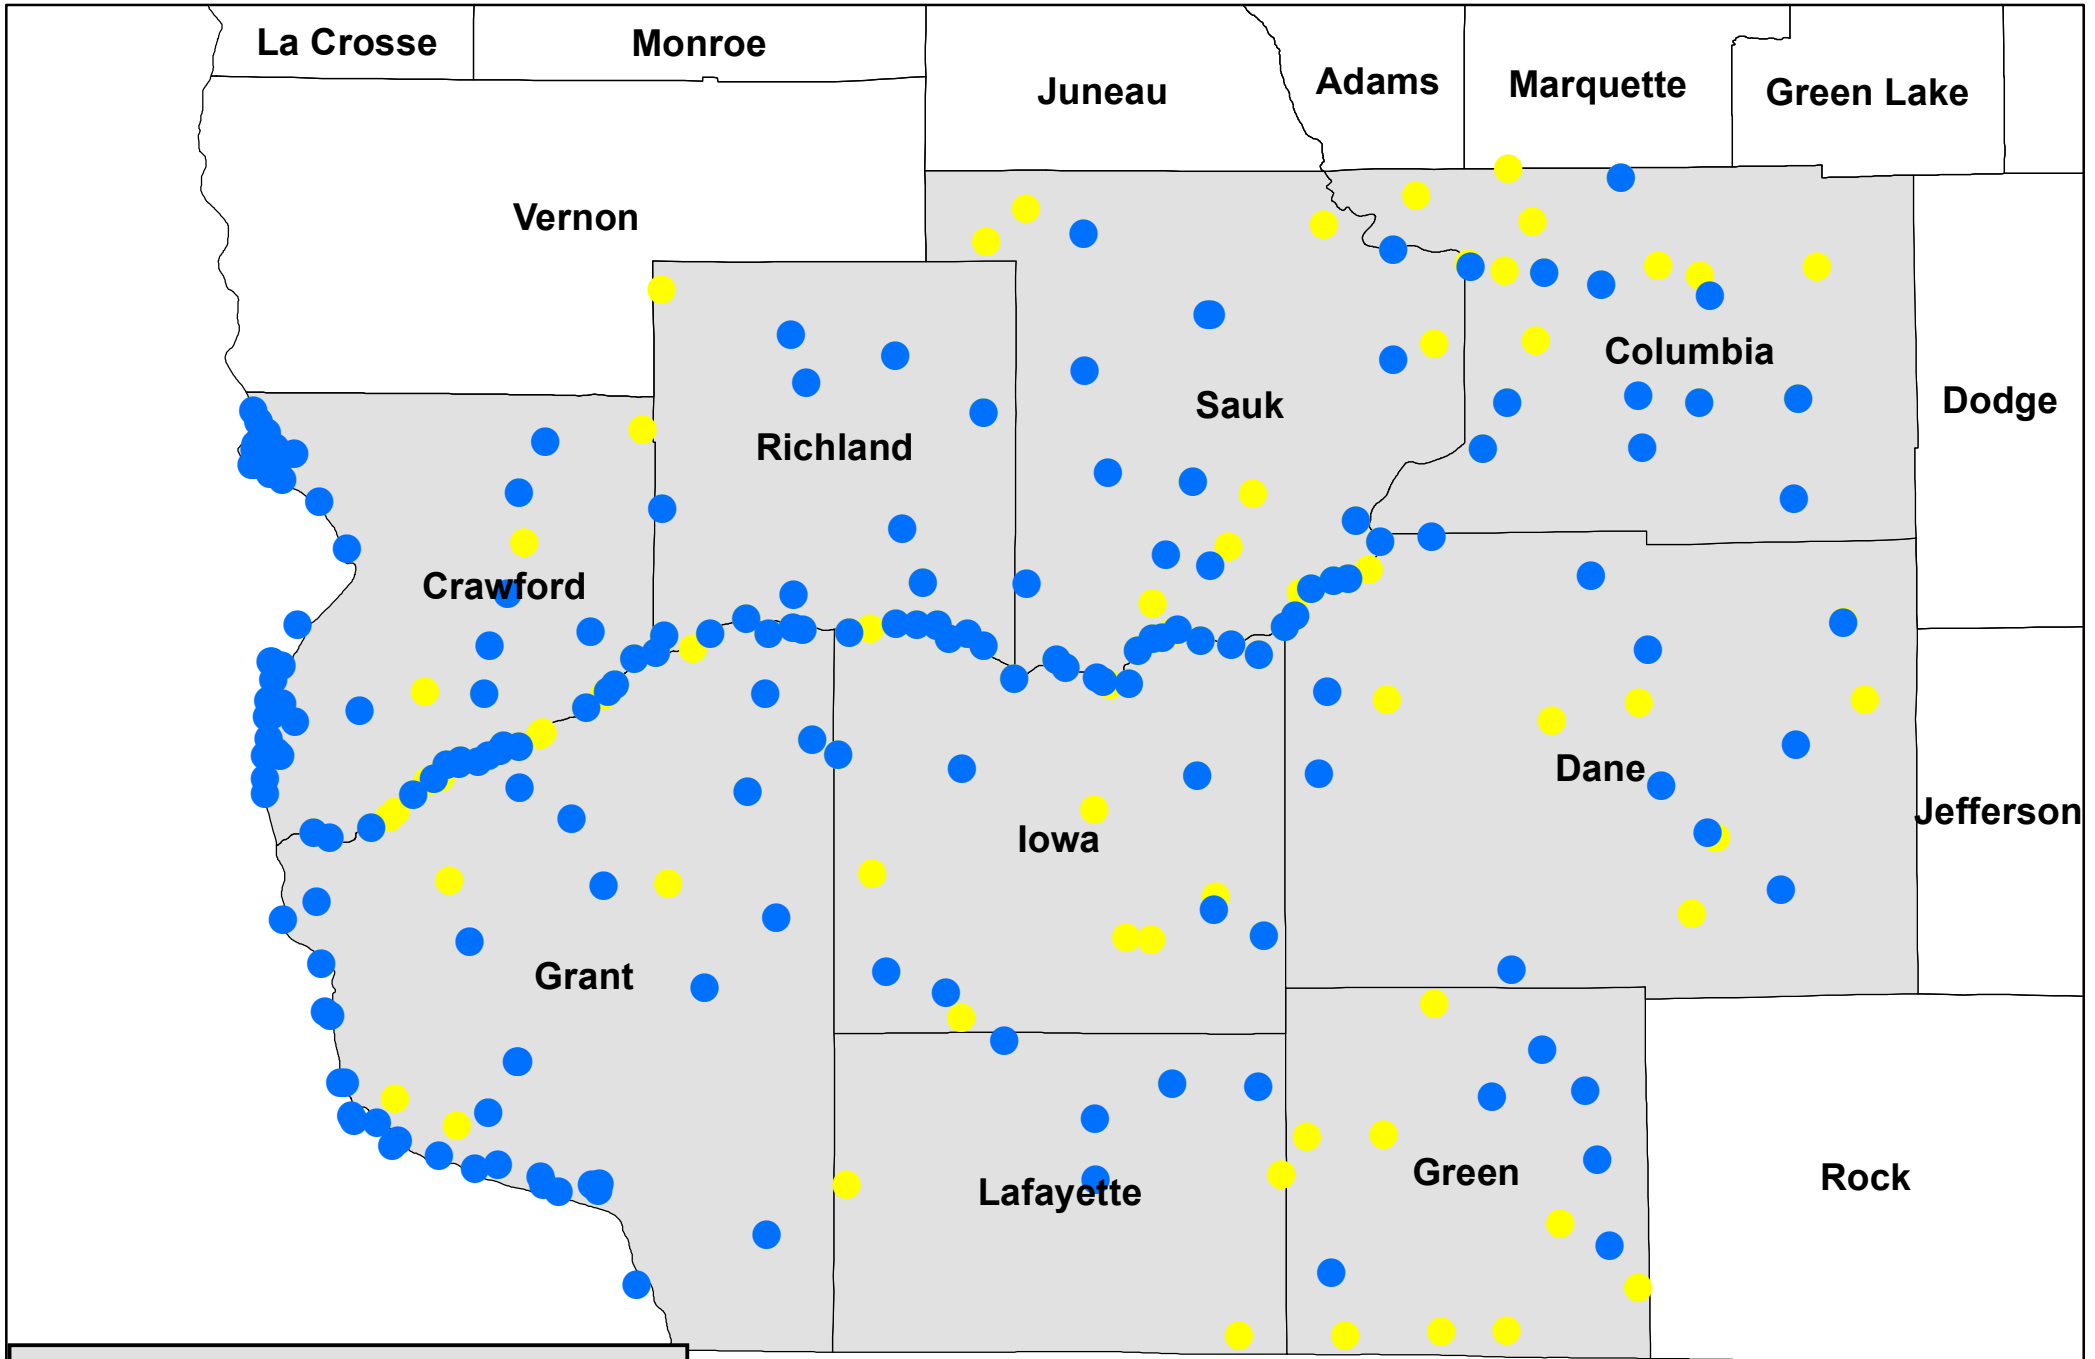 La Crosse
Monroe
Juneau
Adams
Marquette
Green Lake
Vernon
Columbia
Dodge
Sauk
Richland
Crawford
Dane
Jefferson
Iowa
Grant
Green
Rock
Lafayette